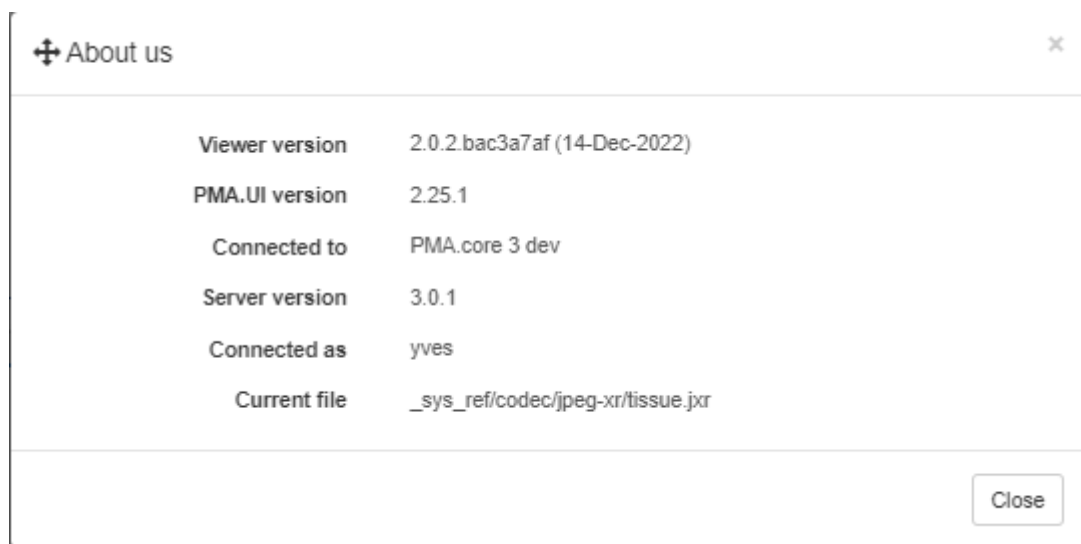 About us
×
Viewer version 2.0.2.bac3a7af (14-Dec-2022)
PMA.UI version 2.25.1
Connected to PMA.core 3 dev
Server version 3.0.1
Connected as yves
Current file _sys_ref/codec/jpeg-xr/tissue.jxr
Close